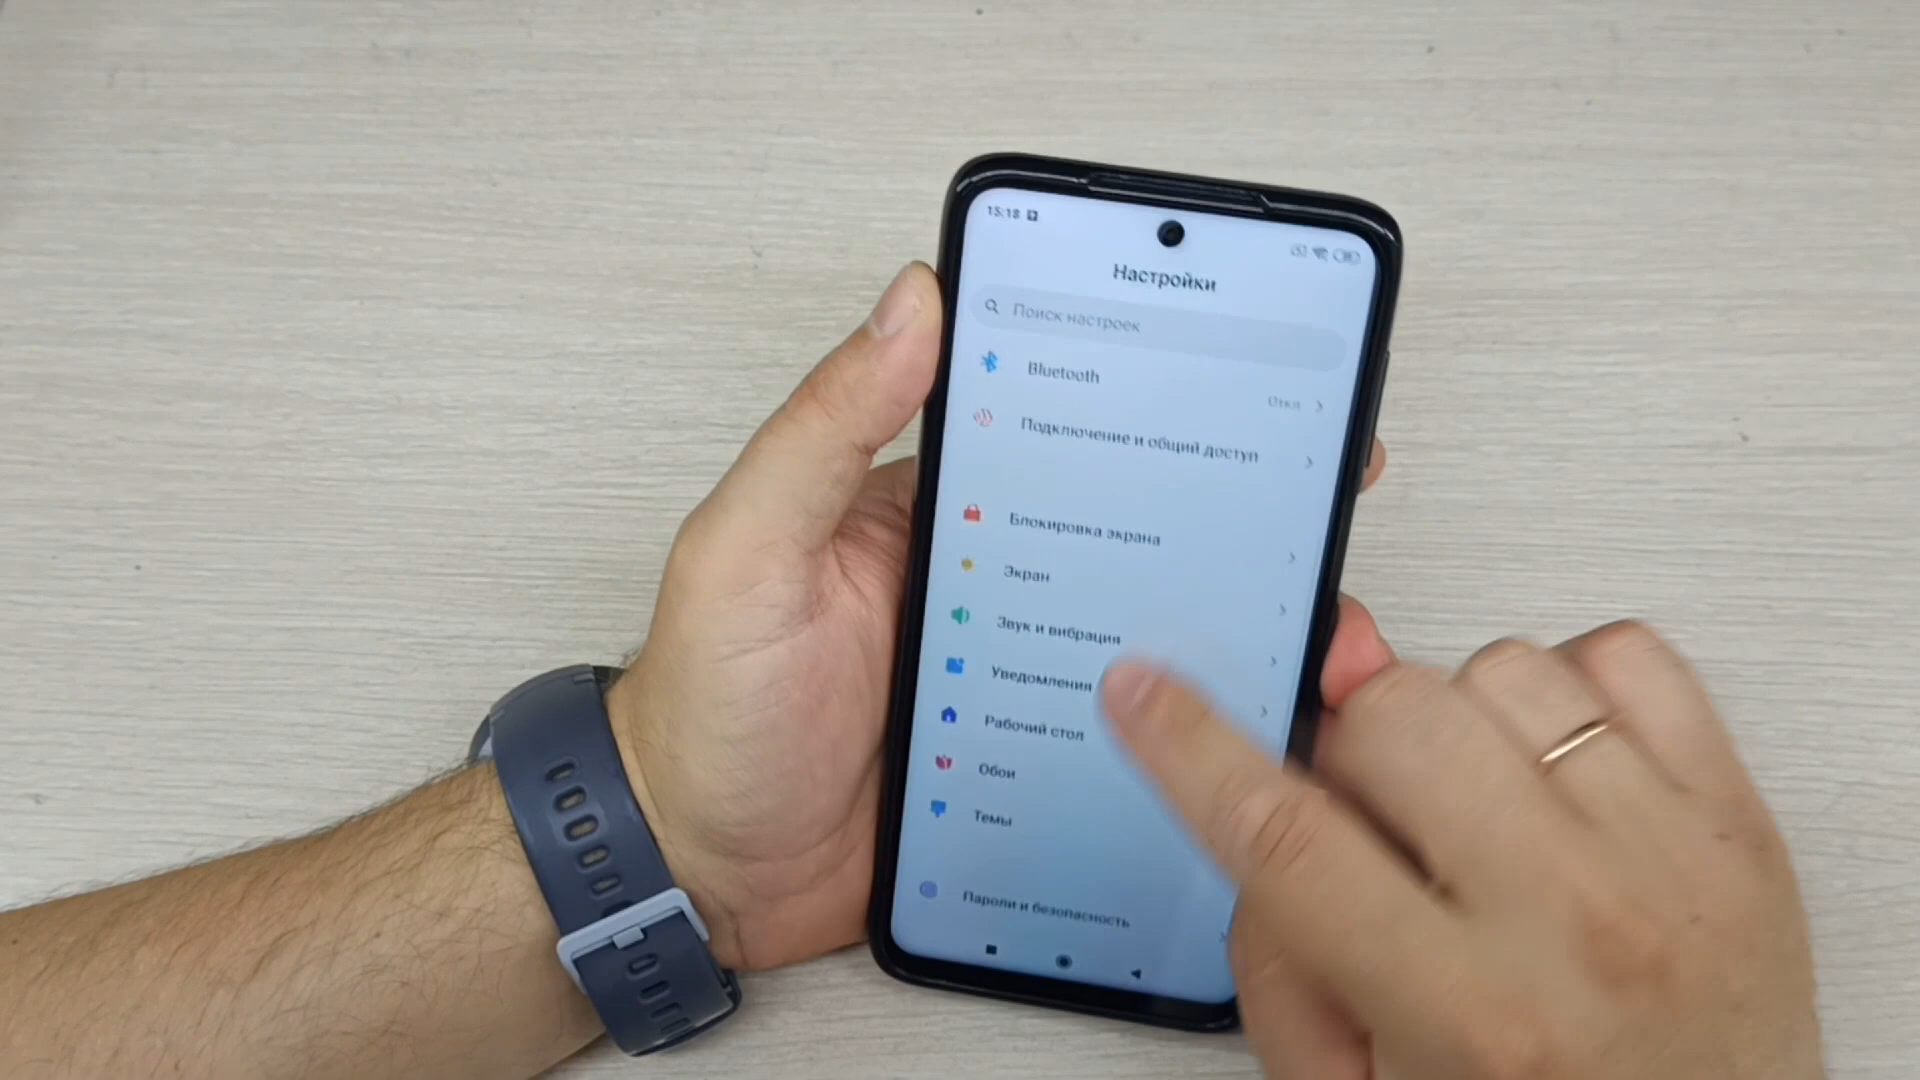 15:18
Настройки
Поиск настроек
Bluetooth
Откл
Подключение и общий доступ
Блокировка экрана
Экран
Звук и вибрация
Уведомления
Рабочий стол
Обои
Темы
Пароли и безопасность